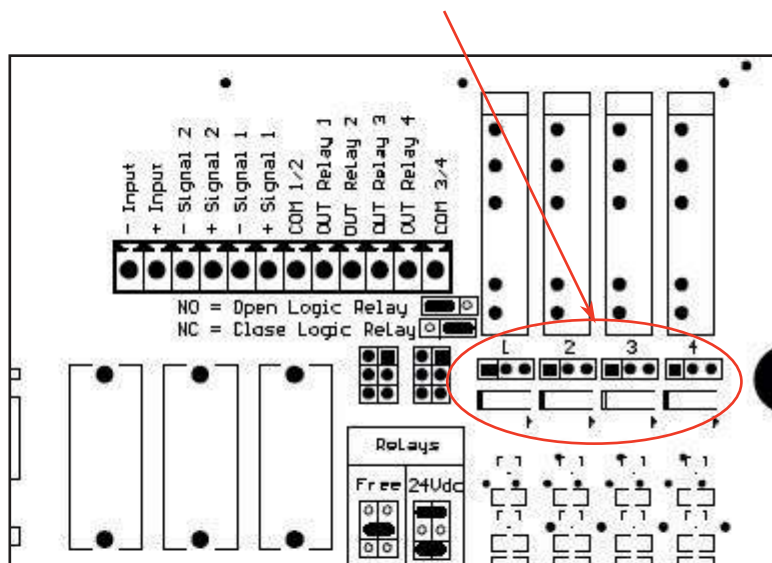 - Input
+ Input
- Signal 2
+ Signal 2
- Signal 1
+ Signal 1
COM 1/2
OUT Relay 1
OUT ReLay 2
OUT Relay 3
OUT Relay 4
COM 3/4
NO = Open Logic Relay
NC = Close Logic Relay
1 2 3 4
Relays
Free 24Vdc